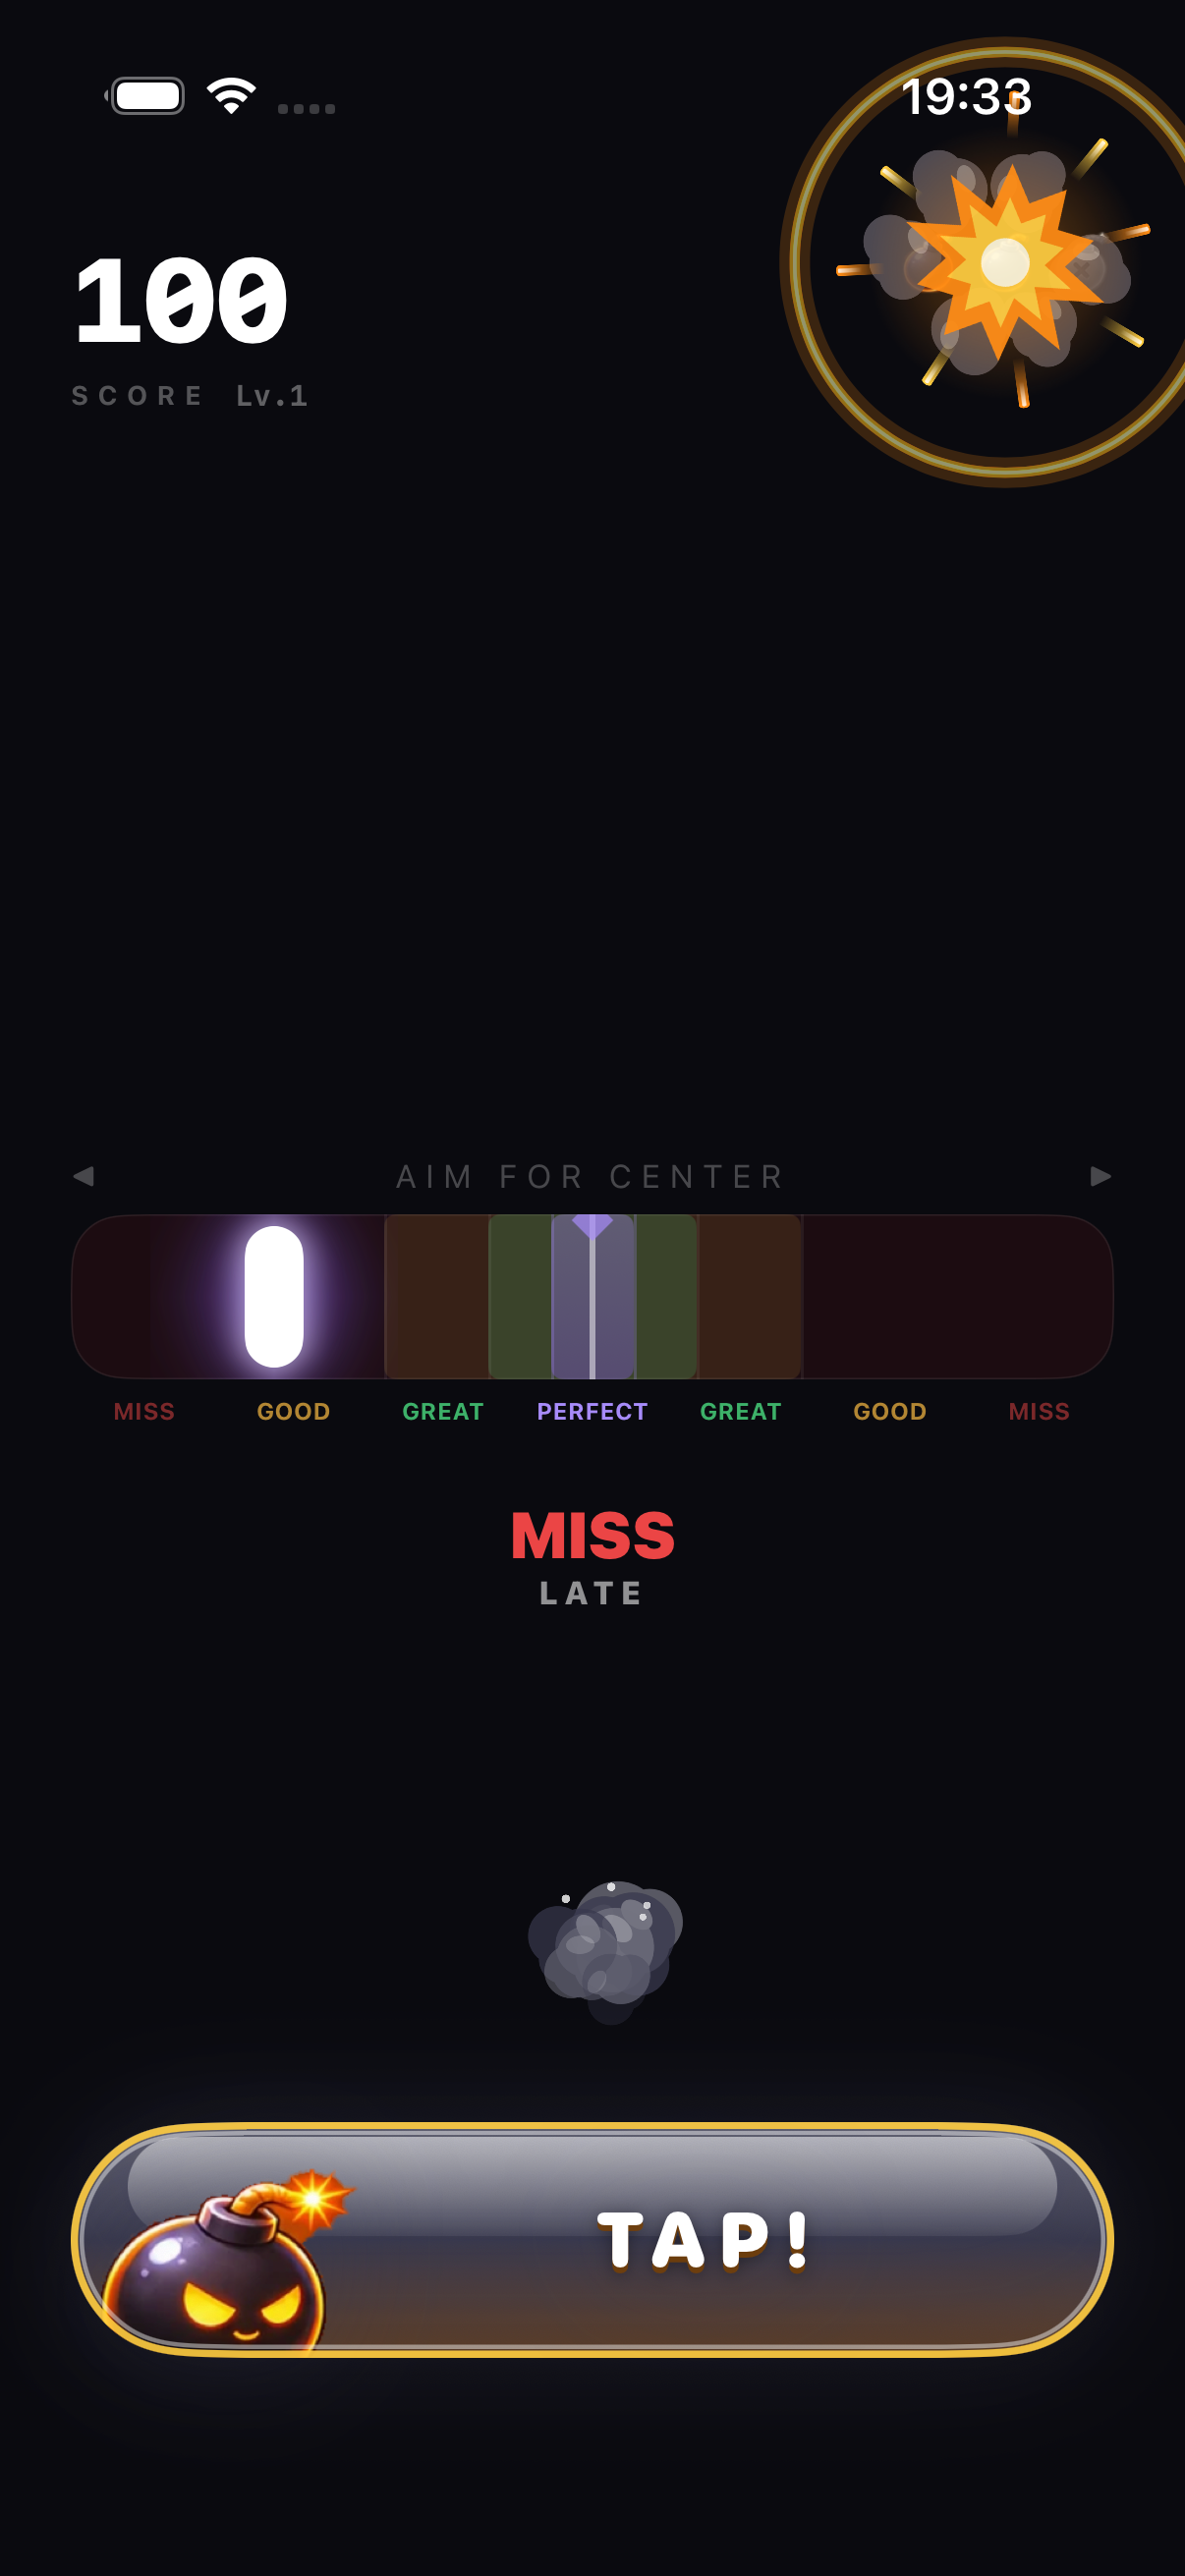 19:33
100
SCORE Lv.1
AIM FOR CENTER
MISS GOOD GREAT PERFECT GREAT GOOD MISS
MISS
LATE
TAP!